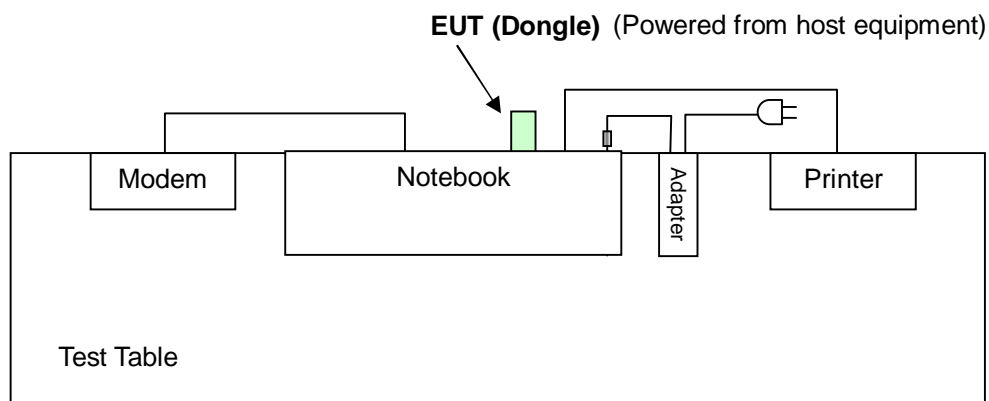 EUT (Dongle) (Powered from host equipment)
Modem
Notebook
Adapter
Printer
Test Table